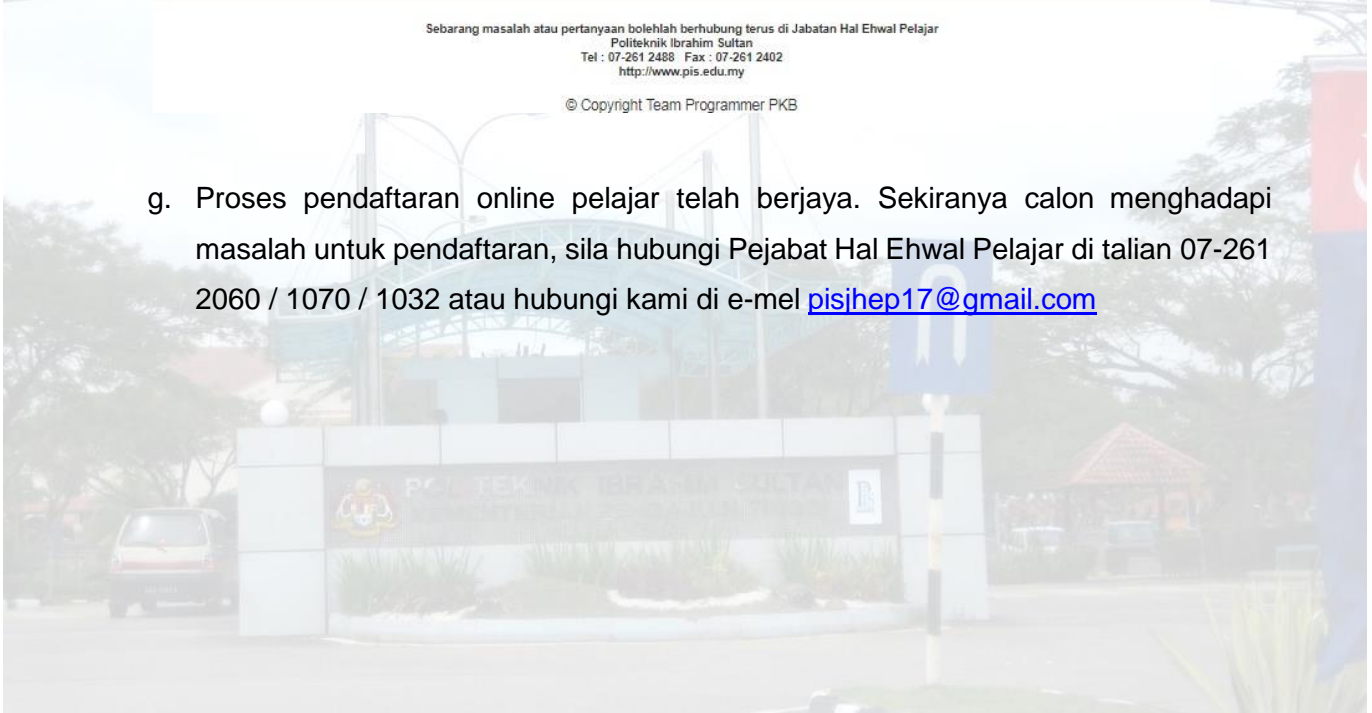 Sebarang masalah atau pertanyaan bolehlah berhubung terus di Jabatan Hal Ehwal Pelajar
Politeknik Ibrahim Sultan
Tel : 07-261 2488 Fax : 07-261 2402
http://www.pis.edu.my
© Copyright Team Programmer PKB
g. Proses pendaftaran online pelajar telah berjaya. Sekiranya calon menghadapi
masalah untuk pendaftaran, sila hubungi Pejabat Hal Ehwal Pelajar di talian 07-261
2060 / 1070 / 1032 atau hubungi kami di e-mel pisjhep17@gmail.com
POLITEKNIK IBRAHIM SULTAN